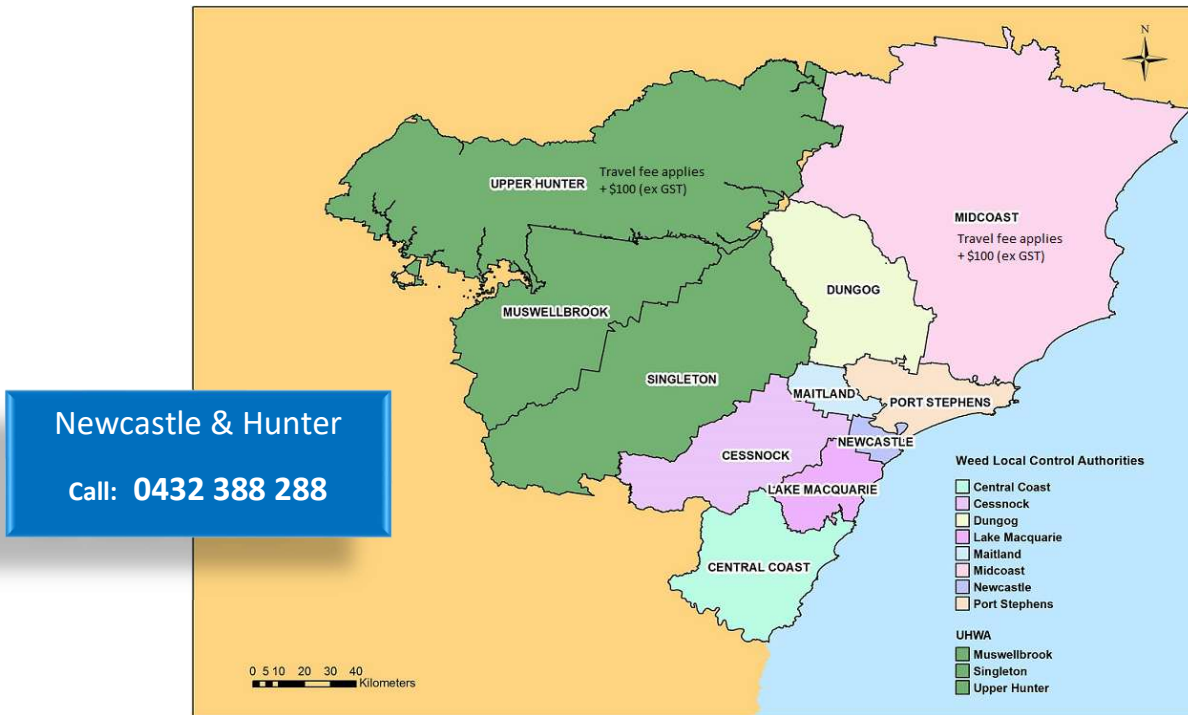 N
UPPER HUNTER
Travel fee applies
+ $100 (ex GST)
MIDCOAST
Travel fee applies
+ $100 (ex GST)
DUNGOG
MUSWELLBROOK
SINGLETON
MAITLAND
PORT STEPHENS
NEWCASTLE
CESSNOCK
LAKE MACQUARIE
CENTRAL COAST
Newcastle & Hunter
Call: 0432 388 288
Weed Local Control Authorities
Central Coast
Cessnock
Dungog
Lake Macquarie
Maitland
Midcoast
Newcastle
Port Stephens
UHWA
Muswellbrook
Singleton
Upper Hunter
0 5 10 20 30 40
Kilometers